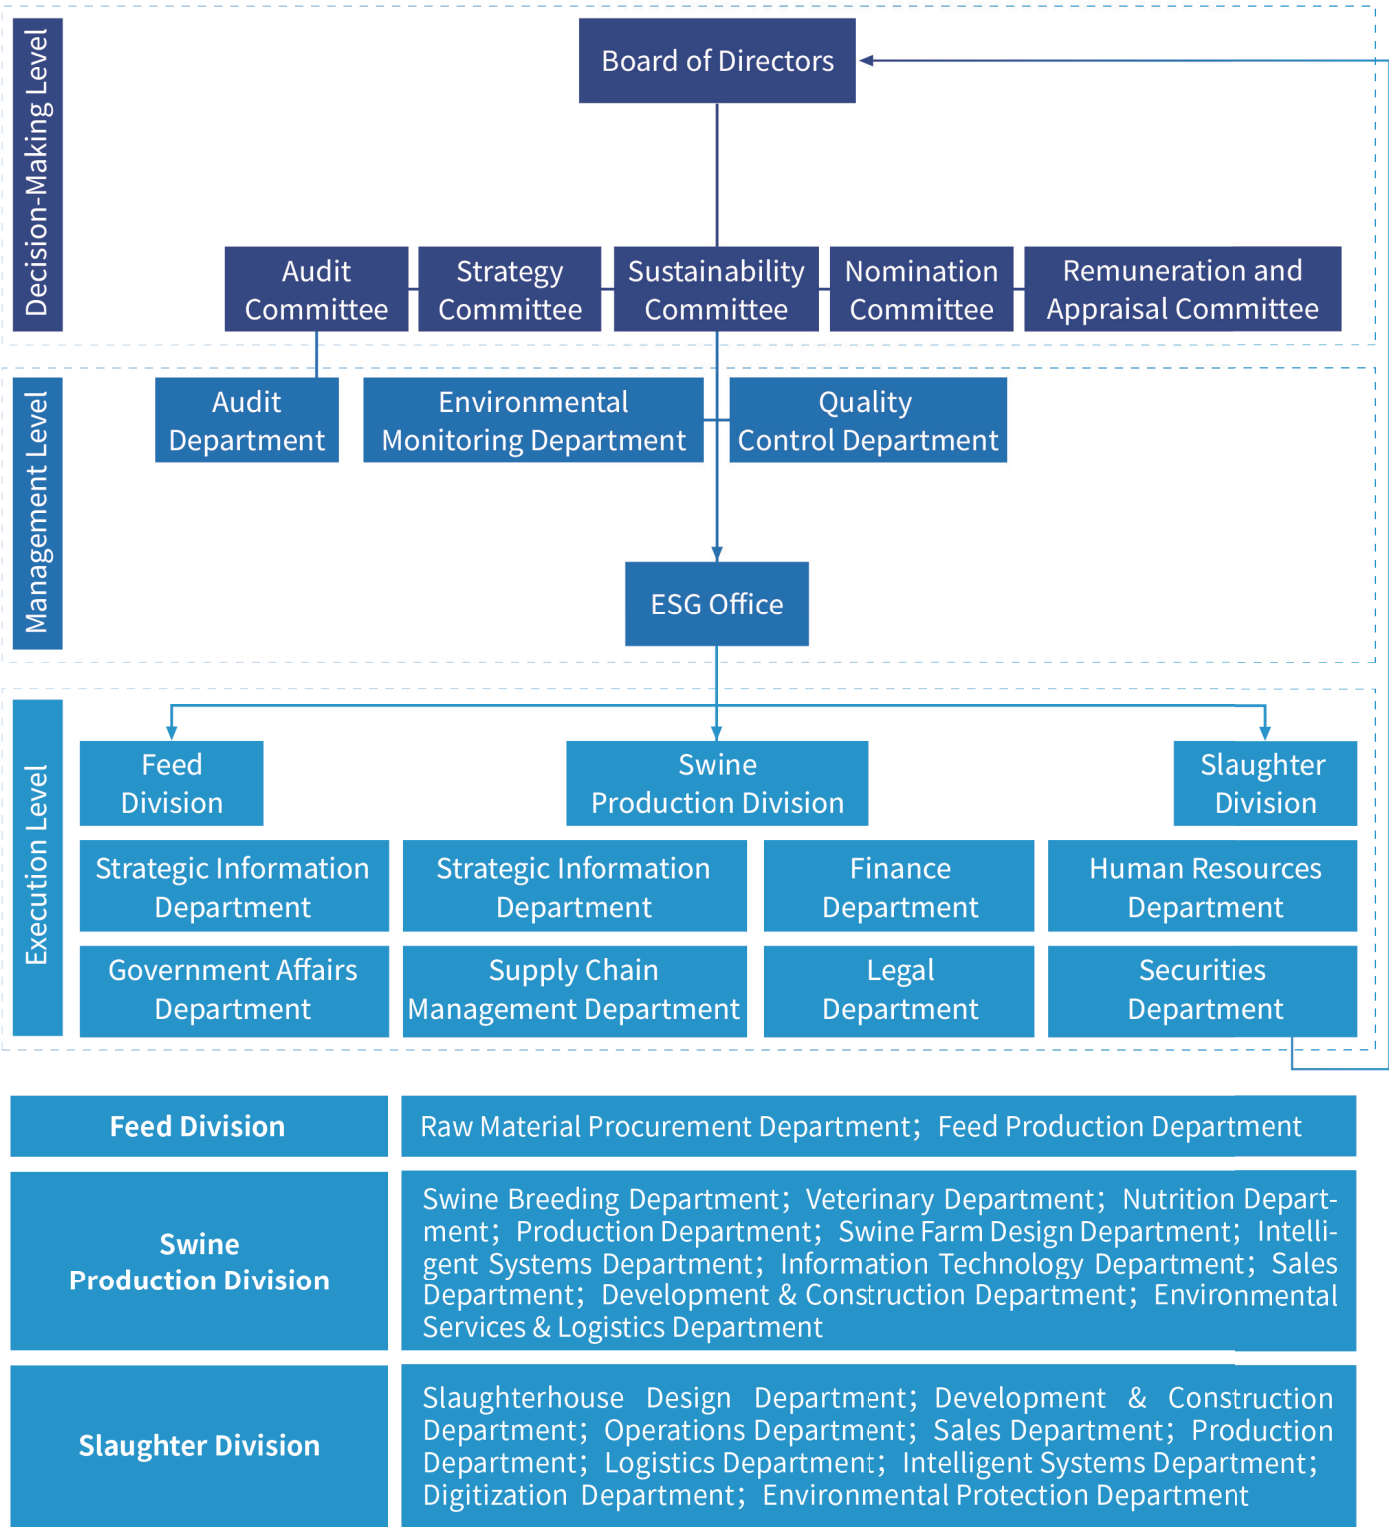 Decision-Making Level
Board of Directors
Audit
Committee
Strategy
Committee
Sustainability
Committee
Nomination
Committee
Remuneration and
Appraisal Committee
Management Level
Audit
Department
Environmental
Monitoring Department
Quality
Control Department
ESG Office
Execution Level
Feed
Division
Swine
Production Division
Slaughter
Division
Strategic Information
Department
Strategic Information
Department
Finance
Department
Human Resources
Department
Government Affairs
Department
Supply Chain
Management Department
Legal
Department
Securities
Department
Feed Division
Raw Material Procurement Department；Feed Production Department
Swine
Production Division
Swine Breeding Department；Veterinary Department；Nutrition Depart-
ment；Production Department；Swine Farm Design Department；Intelli-
gent Systems Department；Information Technology Department；Sales
Department；Development & Construction Department；Environmental
Services & Logistics Department
Slaughter Division
Slaughterhouse Design Department；Development & Construction
Department；Operations Department；Sales Department；Production
Department；Logistics Department；Intelligent Systems Department；
Digitization Department；Environmental Protection Department